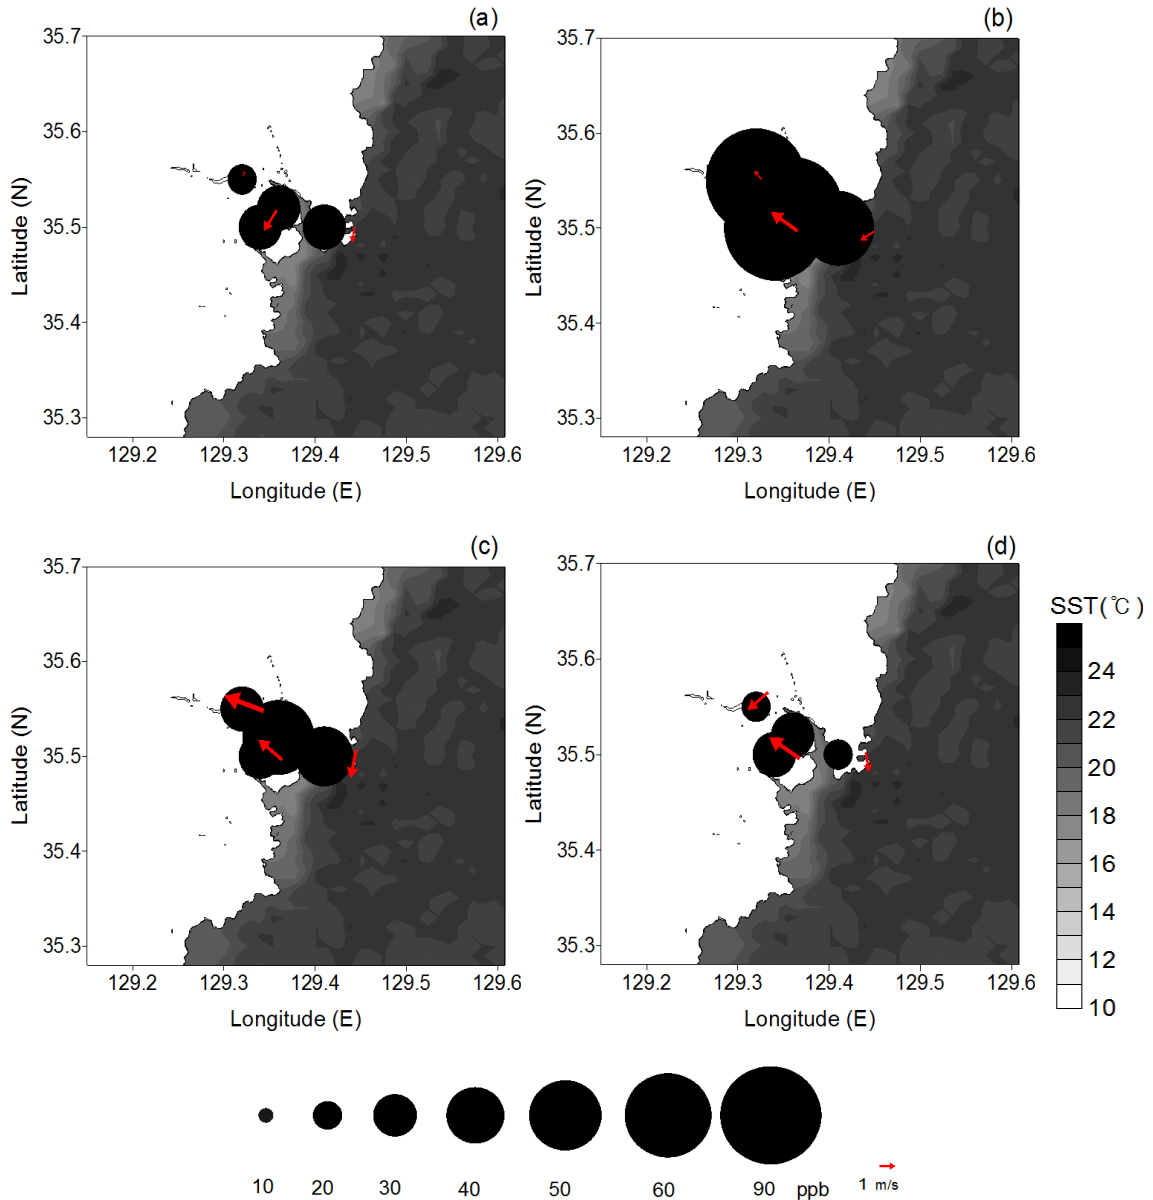 (a)
35.7
35.6
35.5
35.4
35.3
Latitude (N)
129.2 129.3 129.4 129.5 129.6
Longitude (E)
(b)
35.7
35.6
35.5
35.4
35.3
Latitude (N)
129.2 129.3 129.4 129.5 129.6
Longitude (E)
(c)
35.7
35.6
35.5
35.4
35.3
Latitude (N)
129.2 129.3 129.4 129.5 129.6
Longitude (E)
(d)
35.7
35.6
35.5
35.4
35.3
Latitude (N)
129.2 129.3 129.4 129.5 129.6
Longitude (E)
SST(℃)
24
22
20
18
16
14
12
10
10 20 30 40 50 60 90 ppb 1 m/s